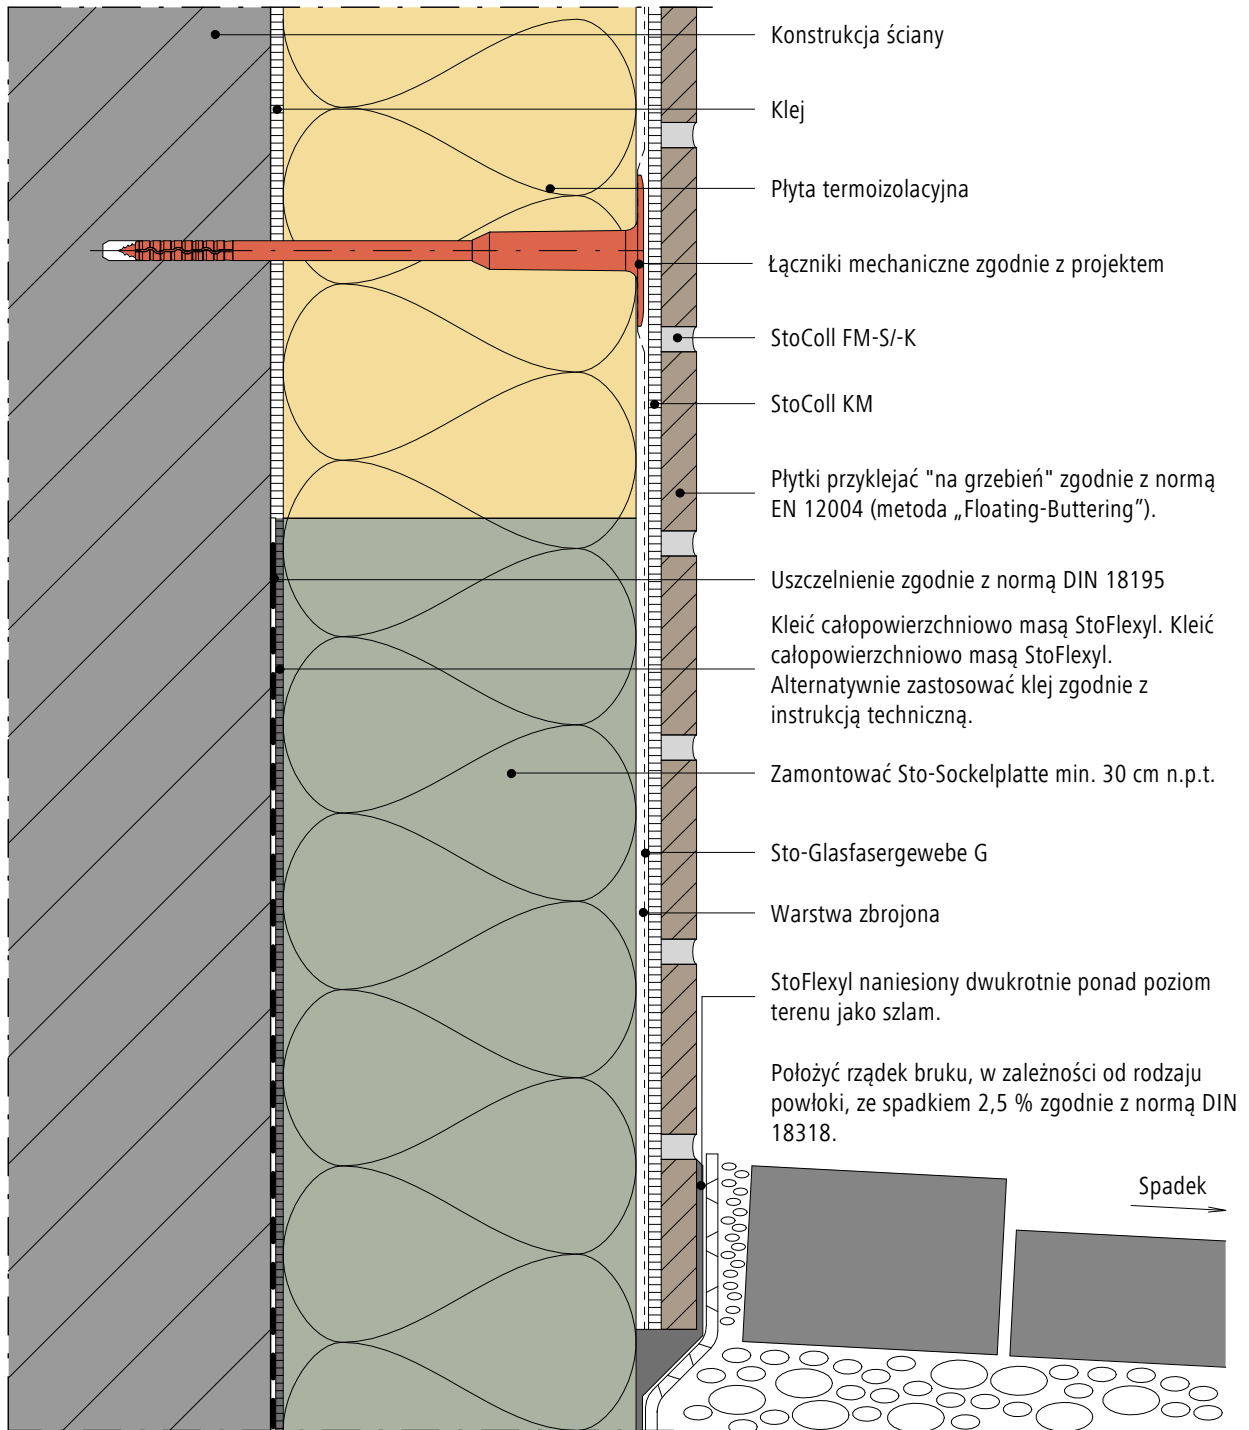 Konstrukcja ściany
Klej
Płyta termoizolacyjna
Łączniki mechaniczne zgodnie z projektem
StoColl FM-S/-K
StoColl KM
Płytki przyklejać "na grzebień" zgodnie z normą
EN 12004 (metoda „Floating-Buttering”).
Uszczelnienie zgodnie z normą DIN 18195
Kleić całopowierzchniowo masą StoFlexyl. Kleić
całopowierzchniowo masą StoFlexyl.
Alternatywnie zastosować klej zgodnie z
instrukcją techniczną.
Zamontować Sto-Sockelplatte min. 30 cm n.p.t.
Sto-Glasfasergewebe G
Warstwa zbrojona
StoFlexyl naniesiony dwukrotnie ponad poziom
terenu jako szlam.
Położyć rządek bruku, w zależności od rodzaju
powłoki, ze spadkiem 2,5 % zgodnie z normą DIN
18318.
Spadek